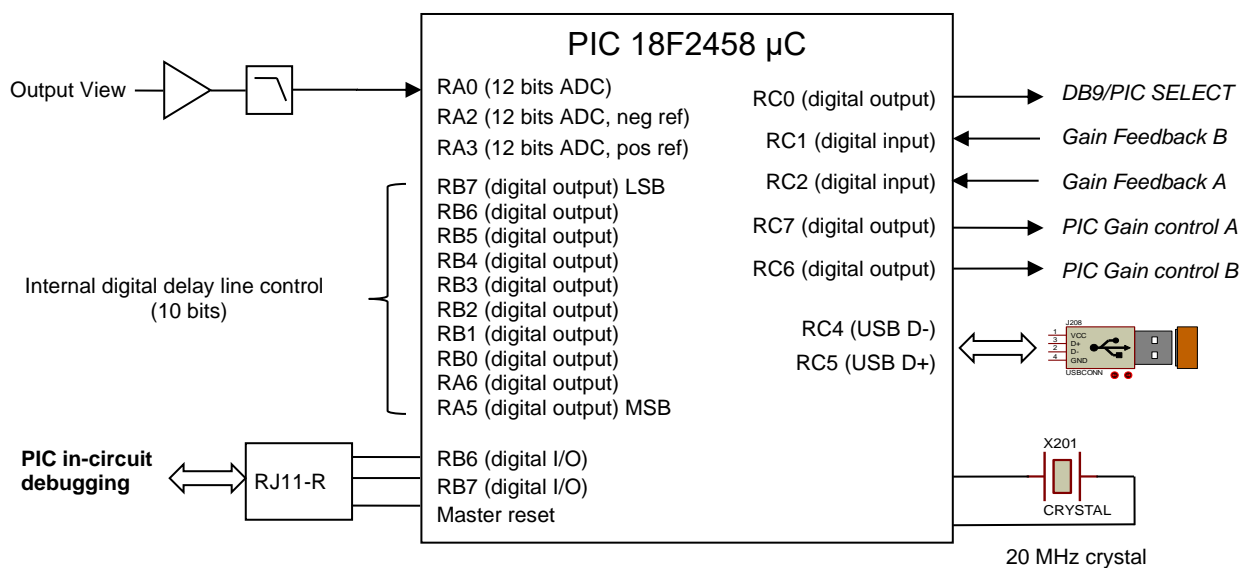 PIC 18F2458 µC
Output View
RA0 (12 bits ADC)
RA2 (12 bits ADC, neg ref)
RA3 (12 bits ADC, pos ref)
RB7 (digital output) LSB
RB6 (digital output)
RB5 (digital output)
RB4 (digital output)
RB3 (digital output)
RB2 (digital output)
RB1 (digital output)
RB0 (digital output)
RA6 (digital output)
RA5 (digital output) MSB
Internal digital delay line control
(10 bits)
PIC in-circuit
debugging
RJ11-R
RB6 (digital I/O)
RB7 (digital I/O)
Master reset
RC0 (digital output)
RC1 (digital input)
RC2 (digital input)
RC7 (digital output)
RC6 (digital output)
RC4 (USB D-)
RC5 (USB D+)
DB9/PIC SELECT
Gain Feedback B
Gain Feedback A
PIC Gain control A
PIC Gain control B
J208
1 VCC
3 D+
2 D-
4 GND
USBCONN
X201
CRYSTAL
20 MHz crystal